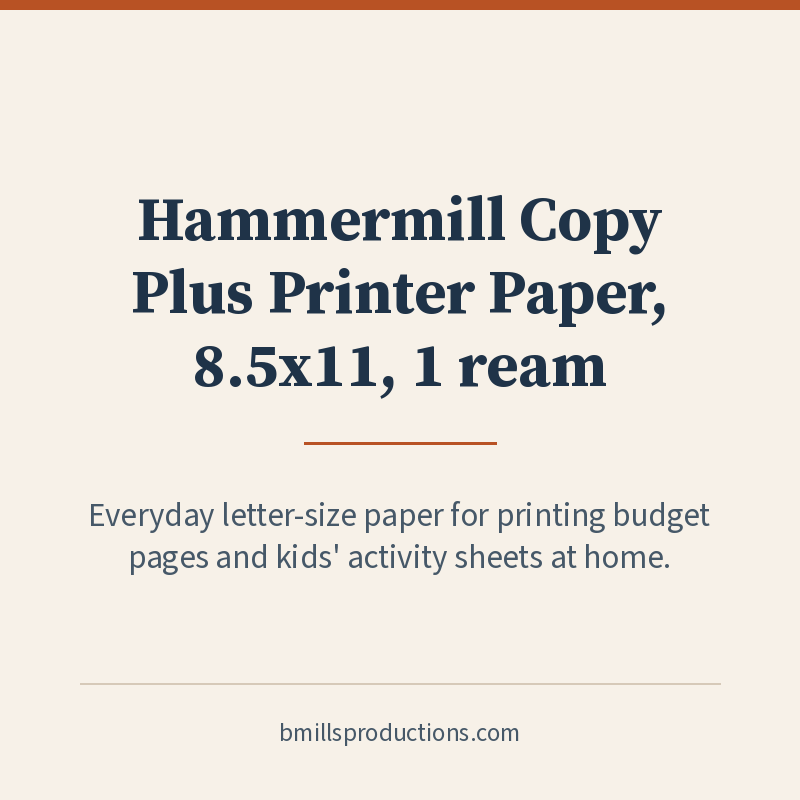 Hammermill Copy
Plus Printer Paper,
8.5x11, 1 ream
Everyday letter-size paper for printing budget
pages and kids' activity sheets at home.
bmillsproductions.com